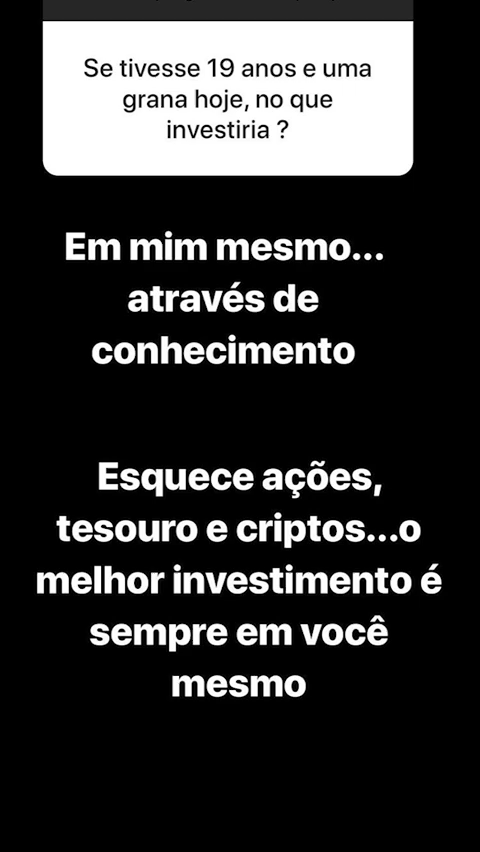 Se tivesse 19 anos e uma
grana hoje, no que
investiria ?
Em mim mesmo...
através de
conhecimento
Esquece ações,
tesouro e criptos...o
melhor investimento é
sempre em você
mesmo